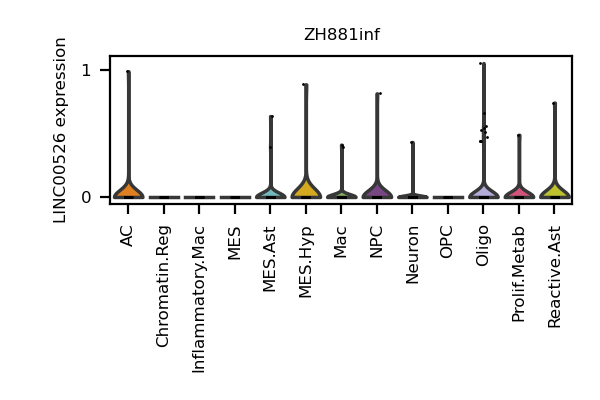 ZH881inf
LINC00526 expression
1
0
AC
Chromatin.Reg
Inflammatory.Mac
MES
MES.Ast
MES.Hyp
Mac
NPC
Neuron
OPC
Oligo
Prolif.Metab
Reactive.Ast